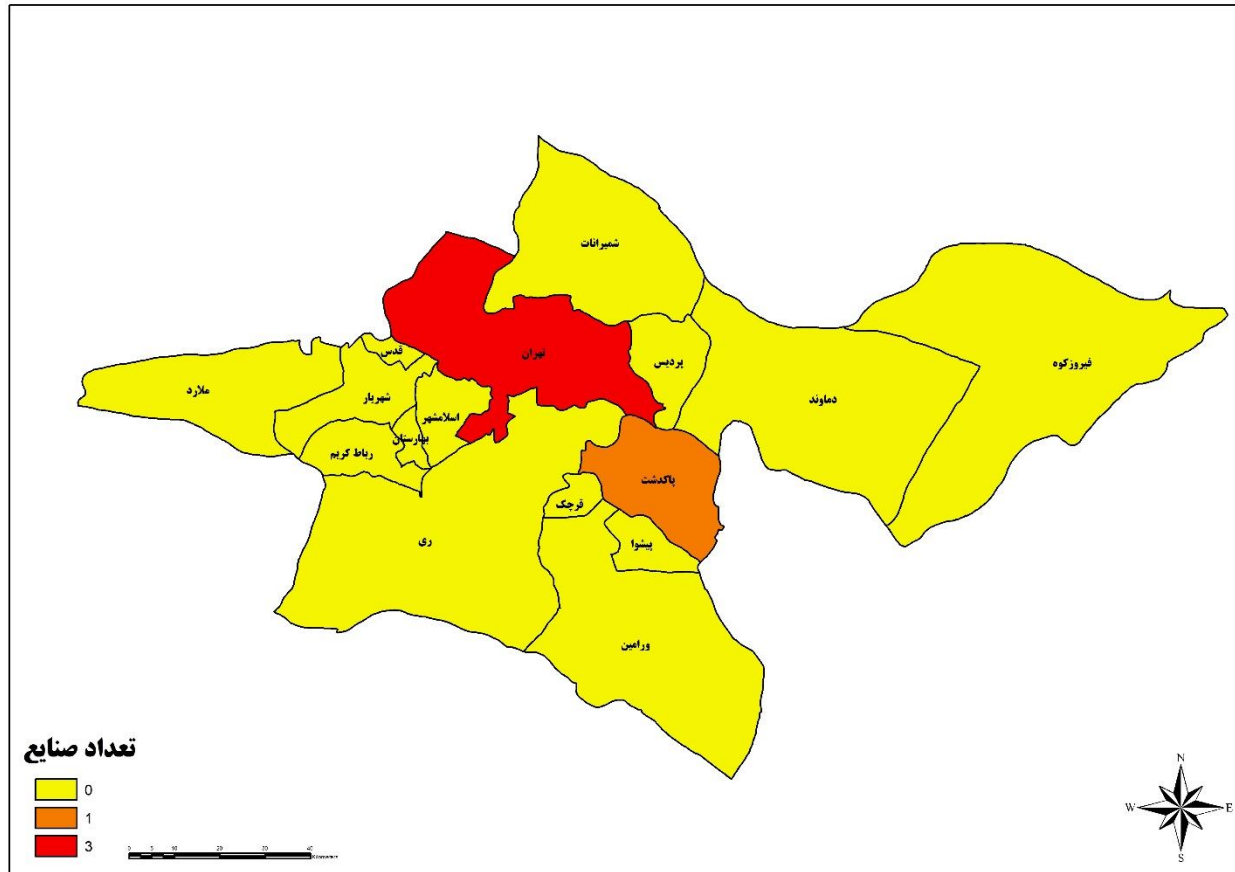 شمیرانات
فیروزکوه
تهران
پردیس
دماوند
قدس
ملارد
شهریار
اسلامشهر
بهارستان
رباط کریم
پاکدشت
قرچک
پیشوا
ری
ورامین
تعداد صنایع
0
1
3
N
W E
S